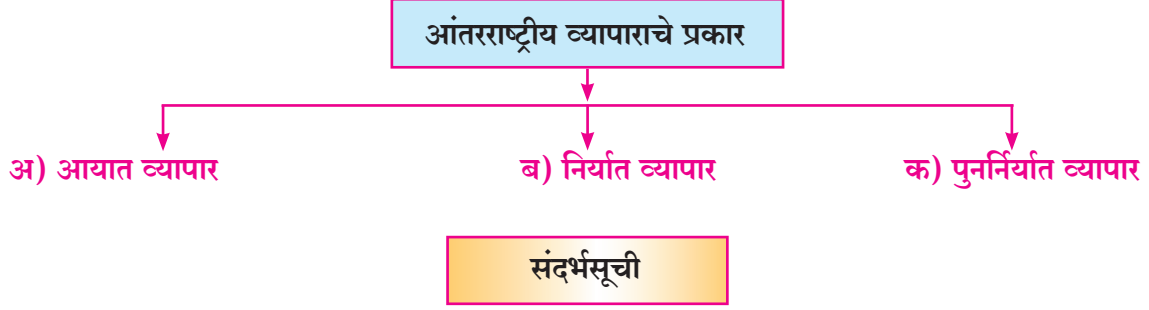 आंतरराष्ट्रीय व्यापाराचे प्रकार
अ) आयात व्यापार ब) निर्यात व्यापार क) पुनर्निर्यात व्यापार
संदर्भसूची